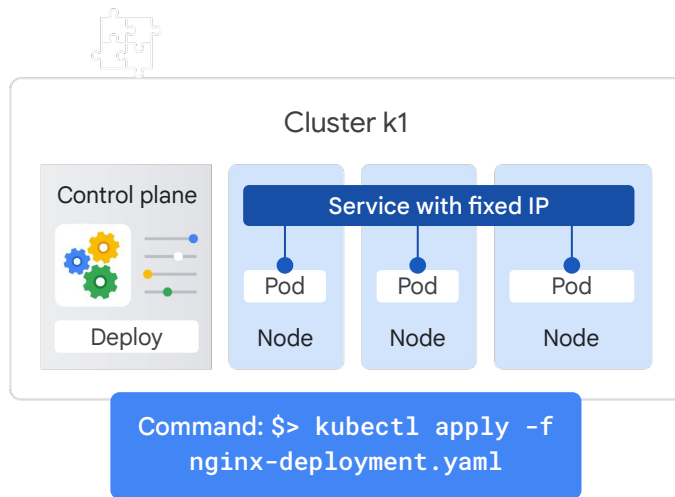 Cluster k1
Control plane
Deploy
Service with fixed IP
Pod
Pod
Pod
Node
Node
Node
Command: $> kubectl apply -f
nginx-deployment.yaml